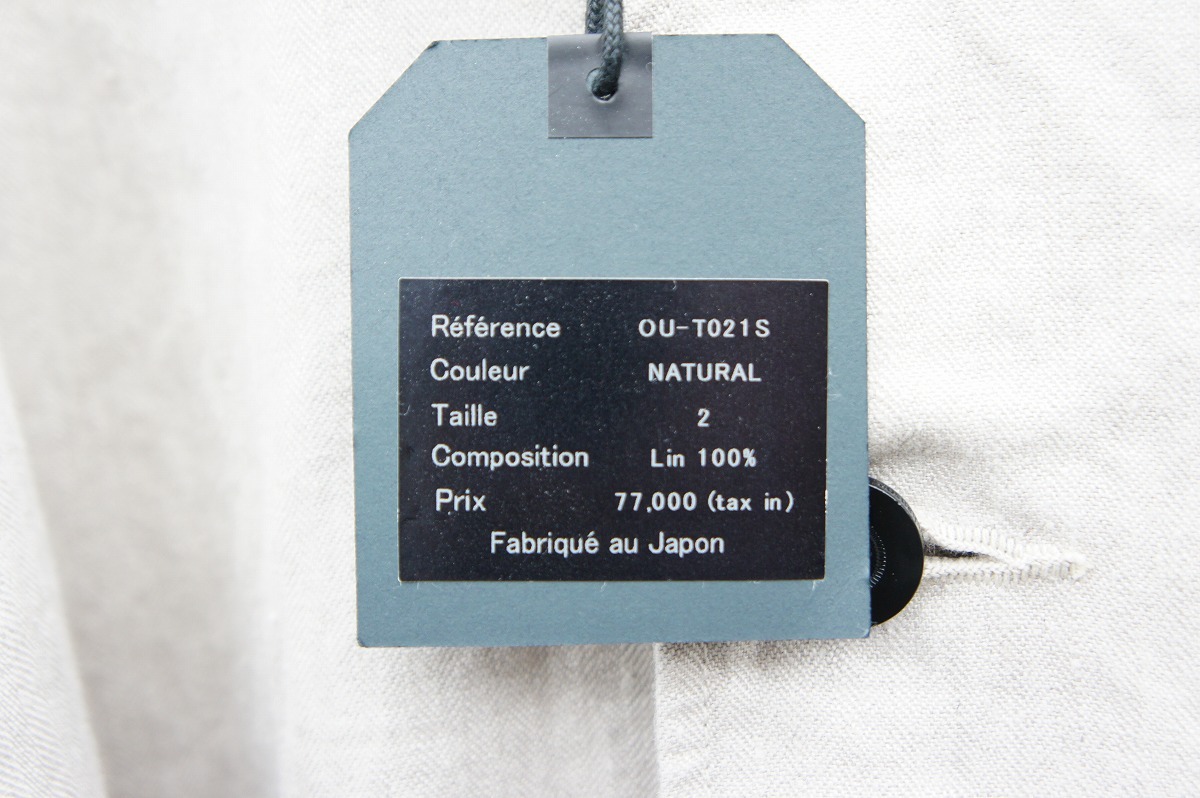 Référence OU-T021S
Couleur NATURAL
Taille 2
Composition Lin 100%
Prix 77,000 (tax in)
Fabriqué au Japon